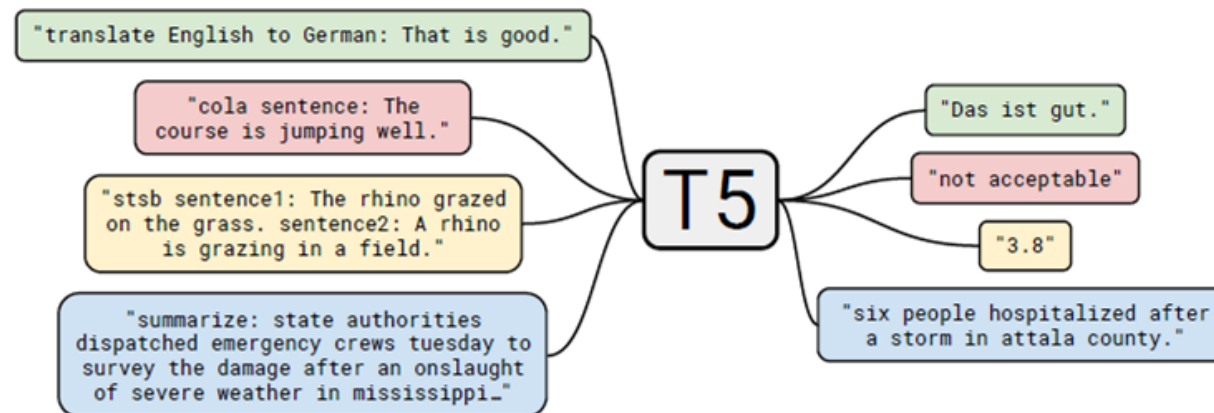 "translate English to German: That is good."
"cola sentence: The
course is jumping well."
"stsb sentence1: The rhino grazed
on the grass. sentence2: A rhino
is grazing in a field."
"summarize: state authorities
dispatched emergency crews tuesday to
survey the damage after an onslaught
of severe weather in mississippi…"
T5
"Das ist gut."
"not acceptable"
"3.8"
"six people hospitalized after
a storm in attala county."